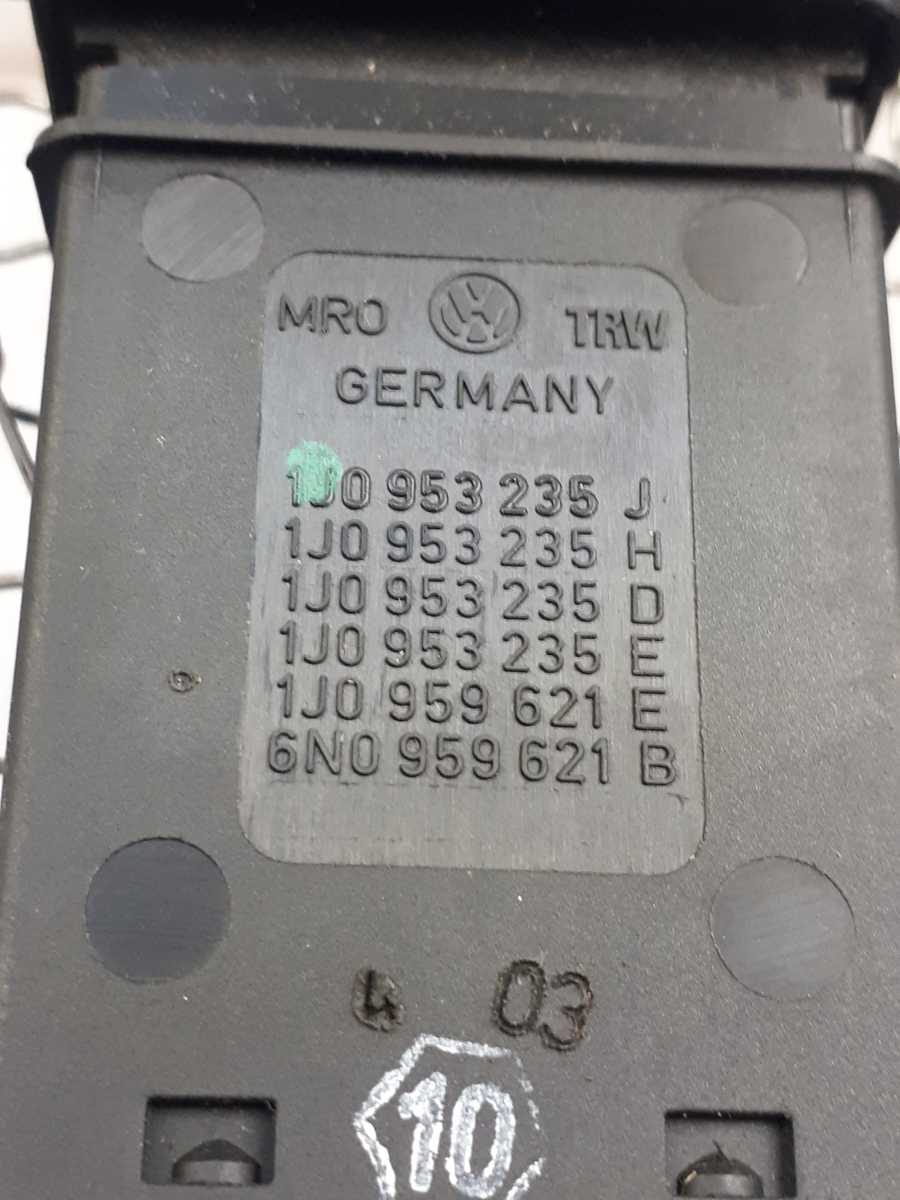 MRO VW TRW
GERMANY
1J0 953 235 J
1J0 953 235 H
1J0 953 235 D
1J0 953 235 E
1J0 959 621 E
6N0 959 621 B
4 03
10